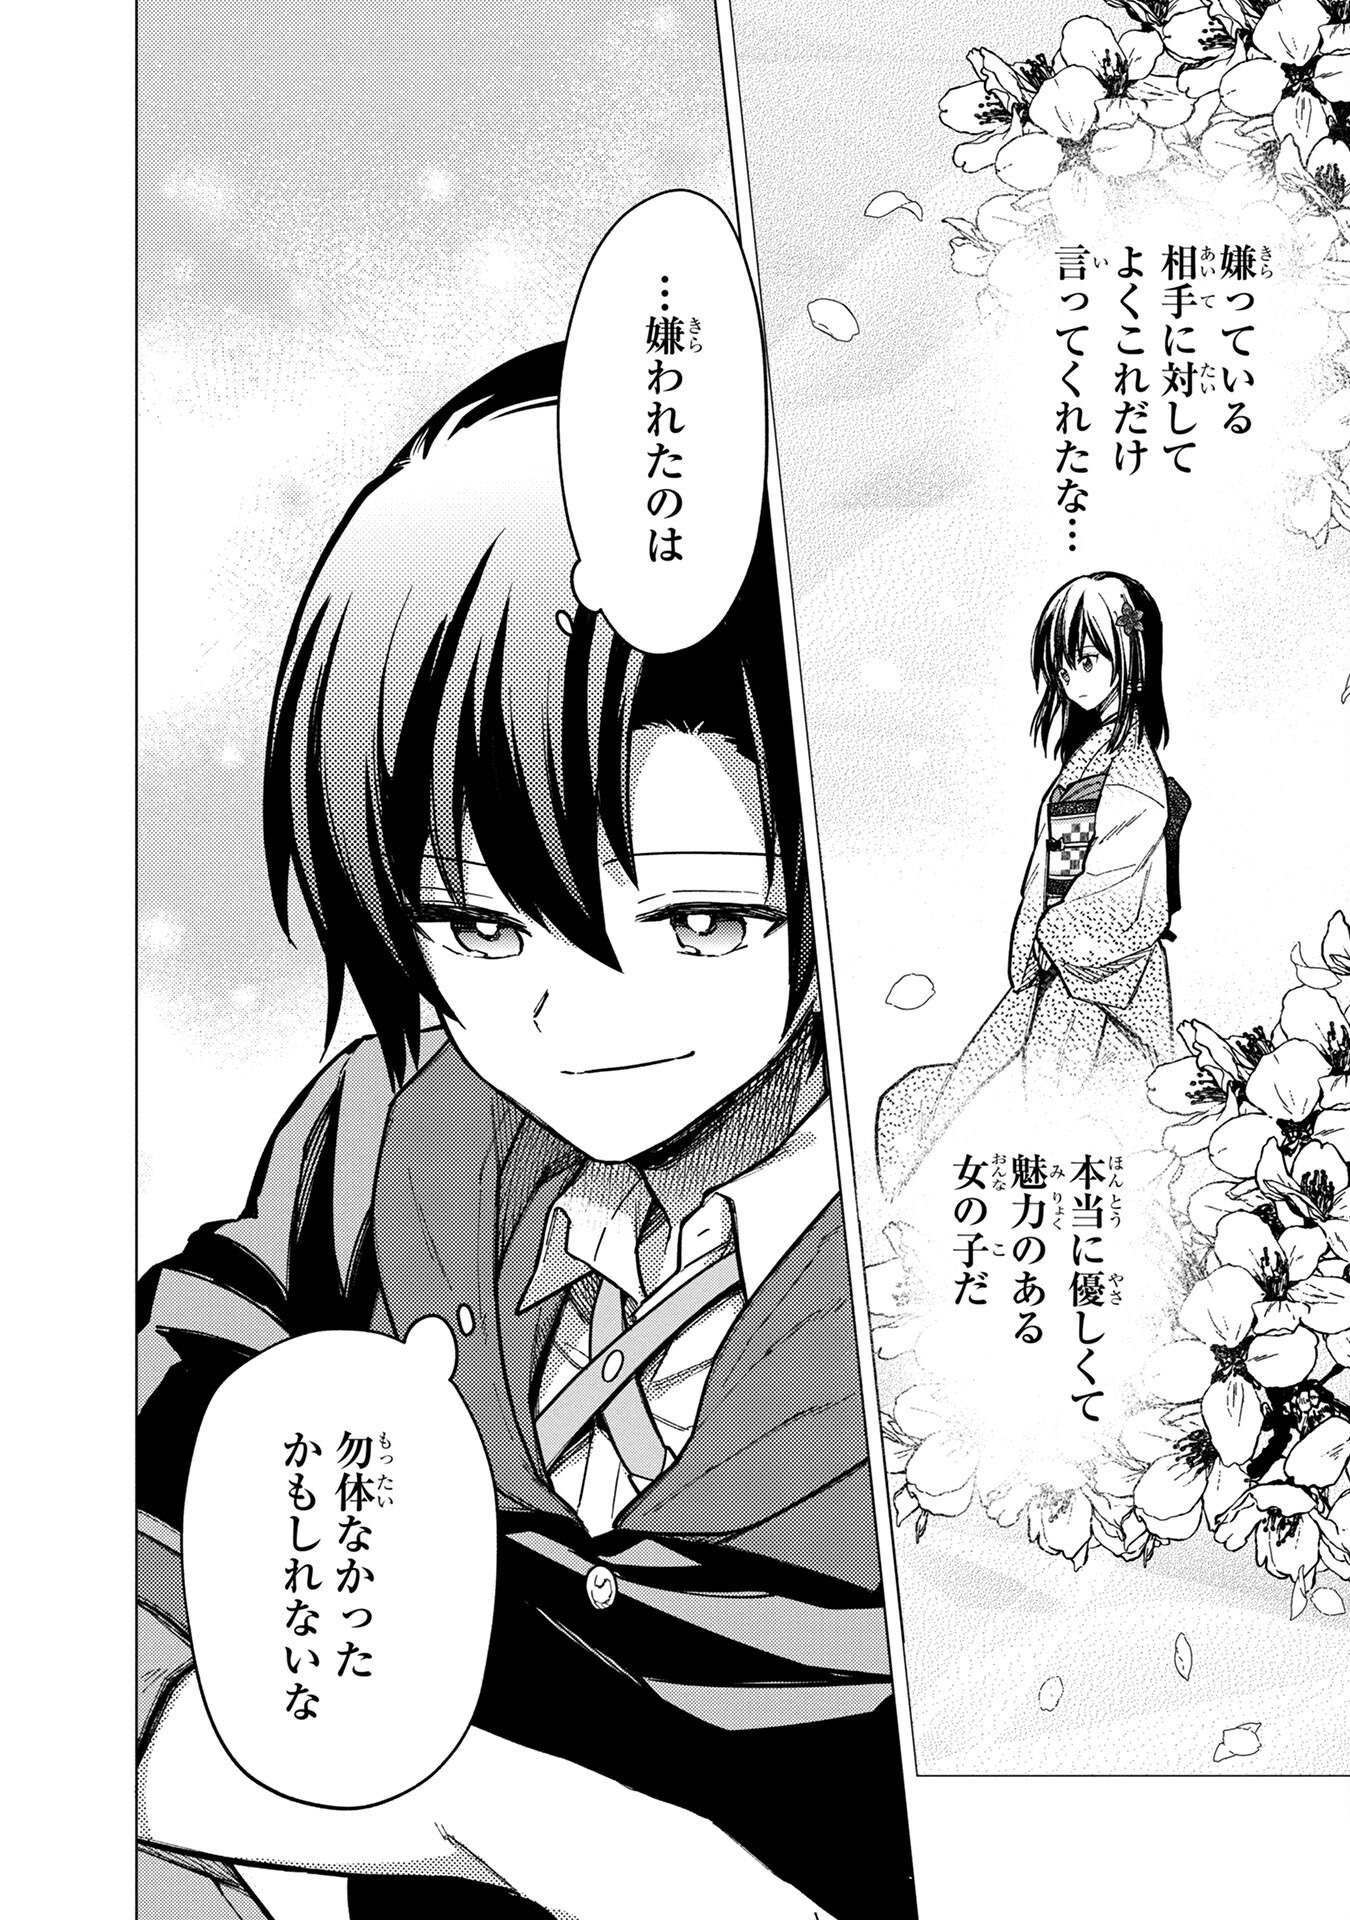 嫌っている
相手に対して
よくこれだけ
言ってくれたな…
本当に優しくて
魅力のある
女の子だ
…嫌われたのは
勿体なかった
かもしれないな